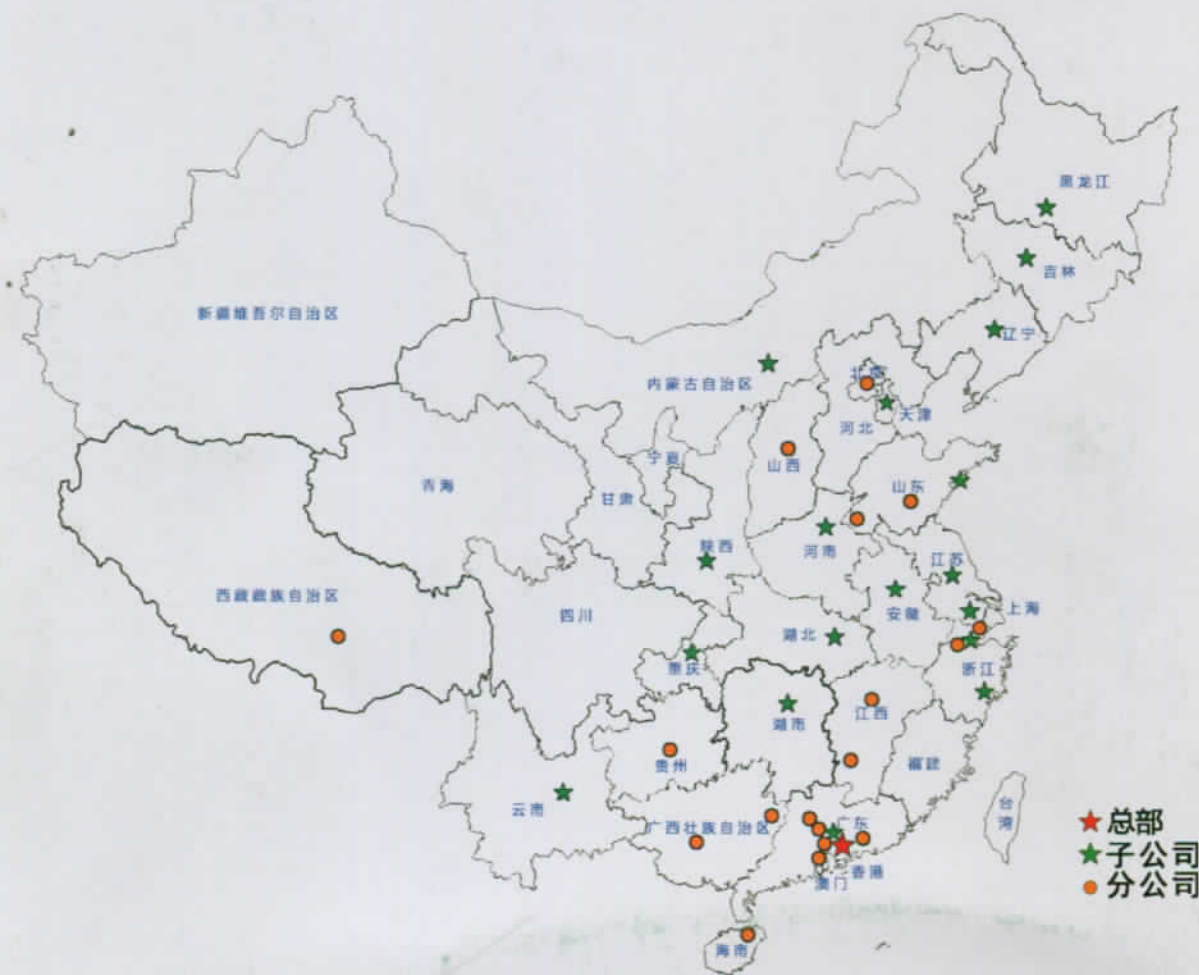 黑龙江
吉林
辽宁
新疆维吾尔自治区
内蒙古自治区
北京
天津
河北
宁夏
山西
山东
青海
甘肃
陕西
河南
江苏
西藏藏族自治区
四川
安徽
上海
湖北
重庆
浙江
湖南
江西
贵州
福建
云南
广西壮族自治区
广东
台湾
香港
澳门
海南
总部
子公司
分公司